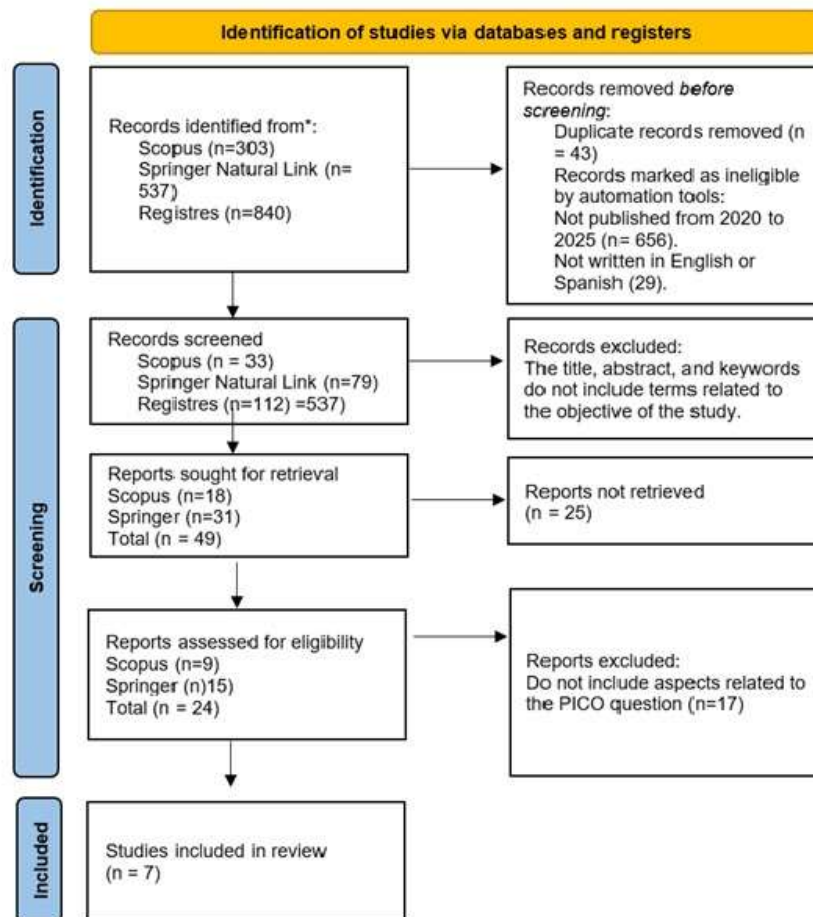 Identification of studies via databases and registers
Identification
Records identified from*:
Scopus (n=303)
Springer Natural Link (n=
537)
Registres (n=840)
Records removed before
screening:
Duplicate records removed (n
= 43)
Records marked as ineligible
by automation tools:
Not published from 2020 to
2025 (n= 656).
Not written in English or
Spanish (29).
Screening
Records screened
Scopus (n = 33)
Springer Natural Link (n=79)
Registres (n=112) =537)
Records excluded:
The title, abstract, and keywords
do not include terms related to
the objective of the study.
Reports sought for retrieval
Scopus (n=18)
Springer (n=31)
Total (n = 49)
Reports not retrieved
(n = 25)
Reports assessed for eligibility
Scopus (n=9)
Springer (n)15)
Total (n = 24)
Reports excluded:
Do not include aspects related to
the PICO question (n=17)
Included
Studies included in review
(n = 7)